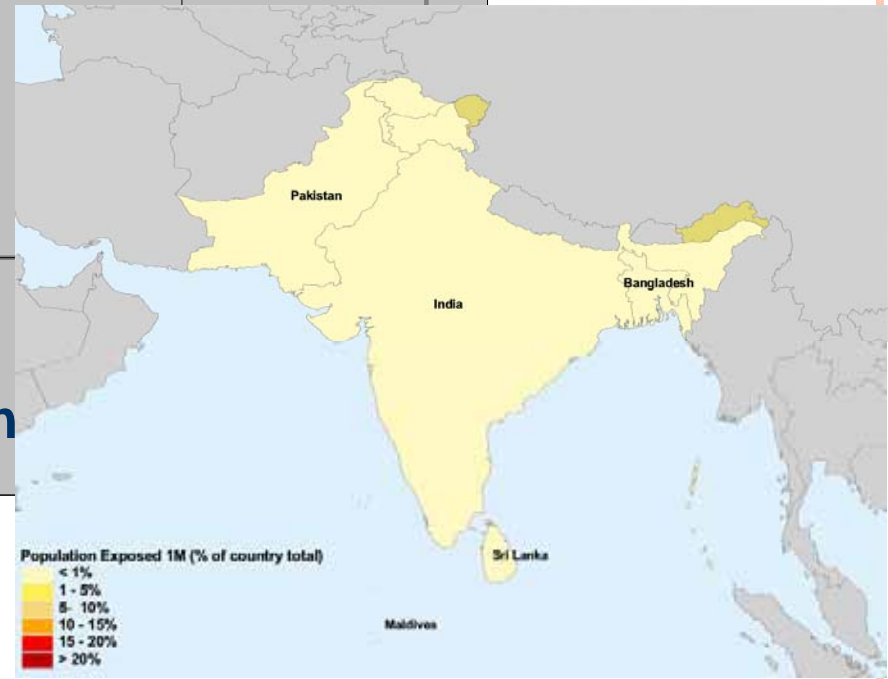 Pakistan
India
Bangladesh
n
Population Exposed 1M (% of country total)
< 1%
1 - 5%
5- 10%
10 - 15%
15 - 20%
> 20%
Sri Lanka
Maldives